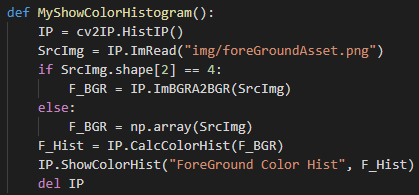 def MyShowColorHistogram():
    IP = cv2IP.HistIP()
    SrcImg = IP.ImRead("img/foreGroundAsset.png")
    if SrcImg.shape[2] == 4:
        F_BGR = IP.ImBGRA2BGR(SrcImg)
    else:
        F_BGR = np.array(SrcImg)
    F_Hist = IP.CalcColorHist(F_BGR)
    IP.ShowColorHist("ForeGround Color Hist", F_Hist)
    del IP